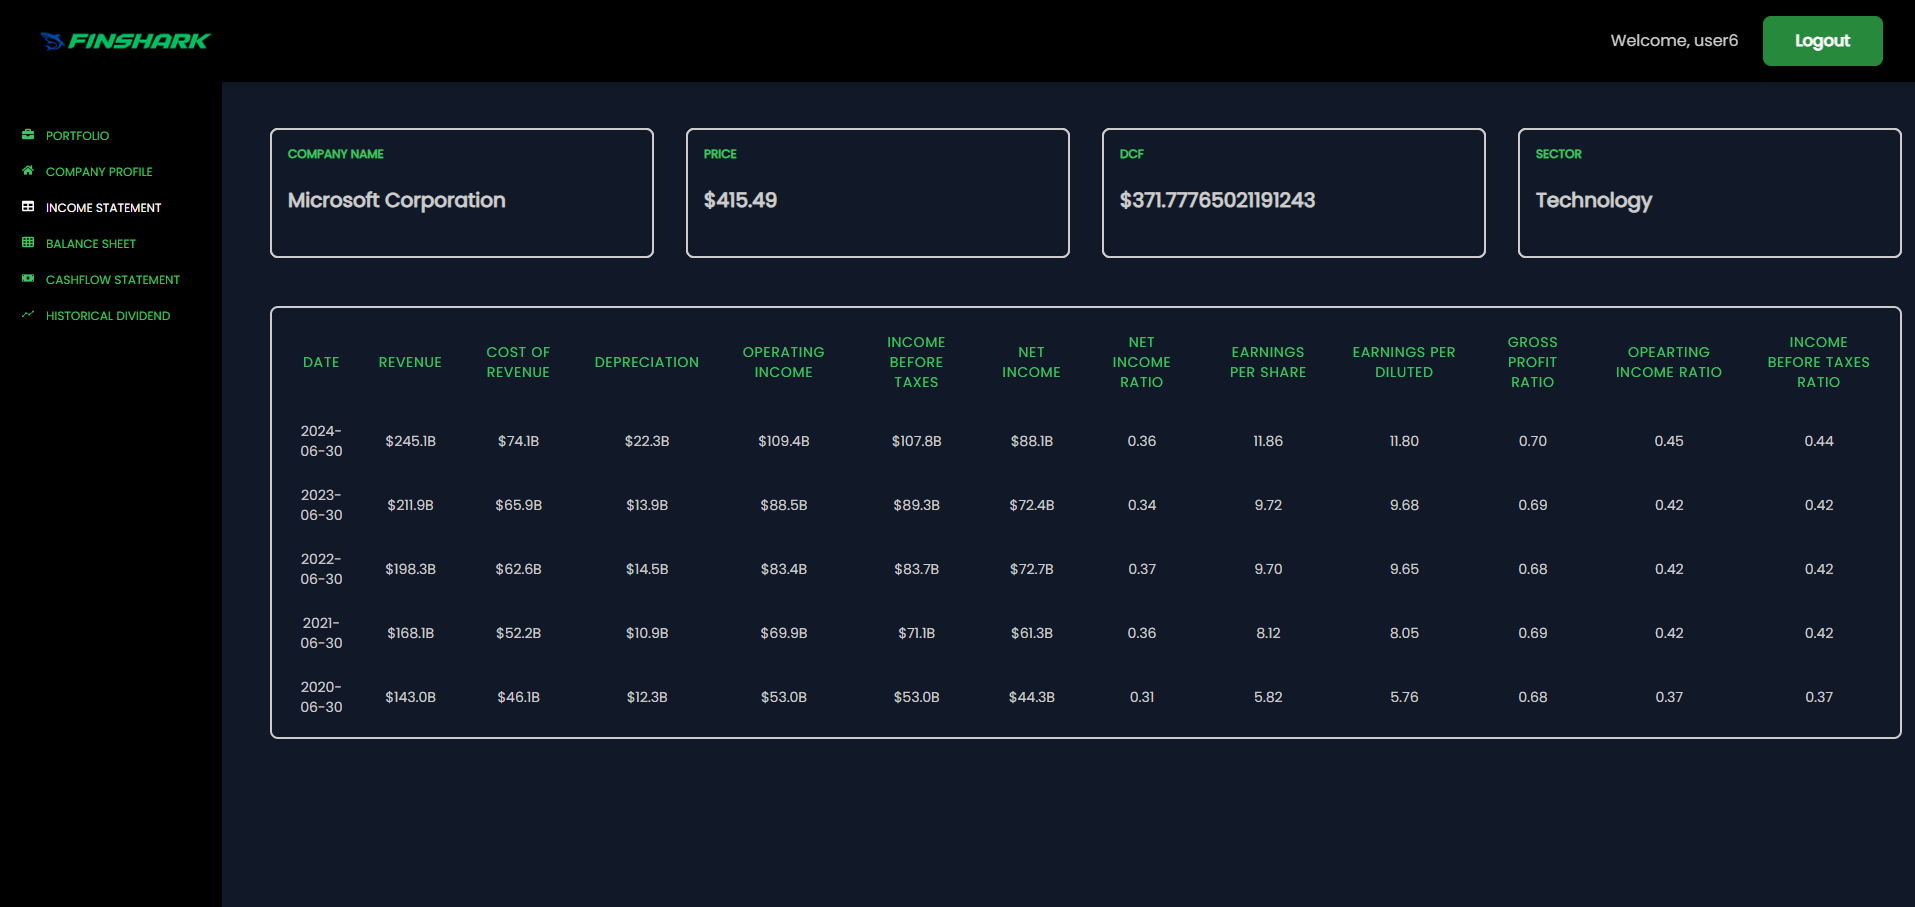 FINSHARK
Welcome, user6
Logout
PORTFOLIO
COMPANY PROFILE
INCOME STATEMENT
BALANCE SHEET
CASHFLOW STATEMENT
HISTORICAL DIVIDEND
COMPANY NAME
Microsoft Corporation
PRICE
$415.49
DCF
$371.77765021191243
SECTOR
Technology
DATE
REVENUE
COST OF
REVENUE
DEPRECIATION
OPERATING
INCOME
INCOME
BEFORE
TAXES
NET
INCOME
NET
INCOME
RATIO
EARNINGS
PER SHARE
EARNINGS PER
DILUTED
GROSS
PROFIT
RATIO
OPEARTING
INCOME RATIO
INCOME
BEFORE TAXES
RATIO
2024-
06-30
$245.1B $74.1B $22.3B $109.4B $107.8B $88.1B 0.36 11.86 11.80 0.70 0.45 0.44
2023-
06-30
$211.9B $65.9B $13.9B $88.5B $89.3B $72.4B 0.34 9.72 9.68 0.69 0.42 0.42
2022-
06-30
$198.3B $62.6B $14.5B $83.4B $83.7B $72.7B 0.37 9.70 9.65 0.68 0.42 0.42
2021-
06-30
$168.1B $52.2B $10.9B $69.9B $71.1B $61.3B 0.36 8.12 8.05 0.69 0.42 0.42
2020-
06-30
$143.0B $46.1B $12.3B $53.0B $53.0B $44.3B 0.31 5.82 5.76 0.68 0.37 0.37